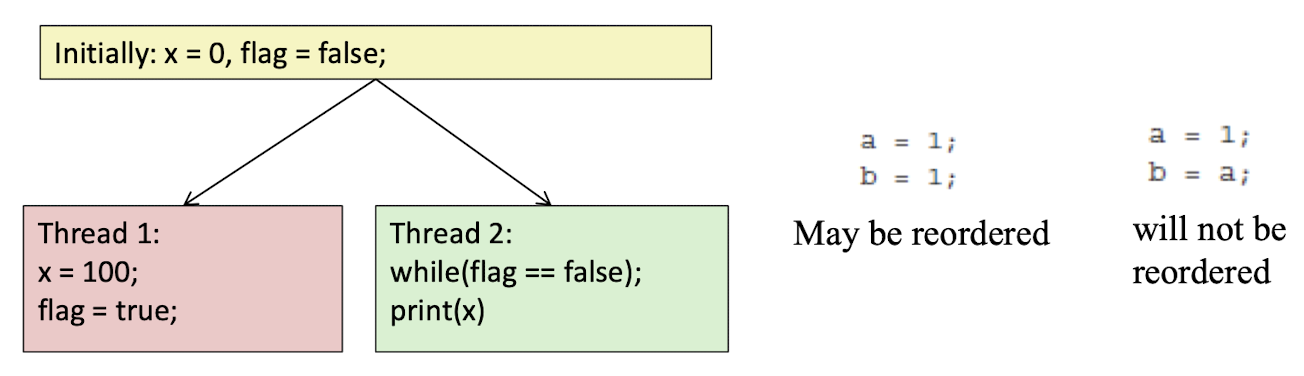 Initially: x = 0, flag = false;
Thread 1:
x = 100;
flag = true;
Thread 2:
while(flag == false);
print(x)
a = 1;
b = 1;
May be reordered
a = 1;
b = a;
will not be
reordered